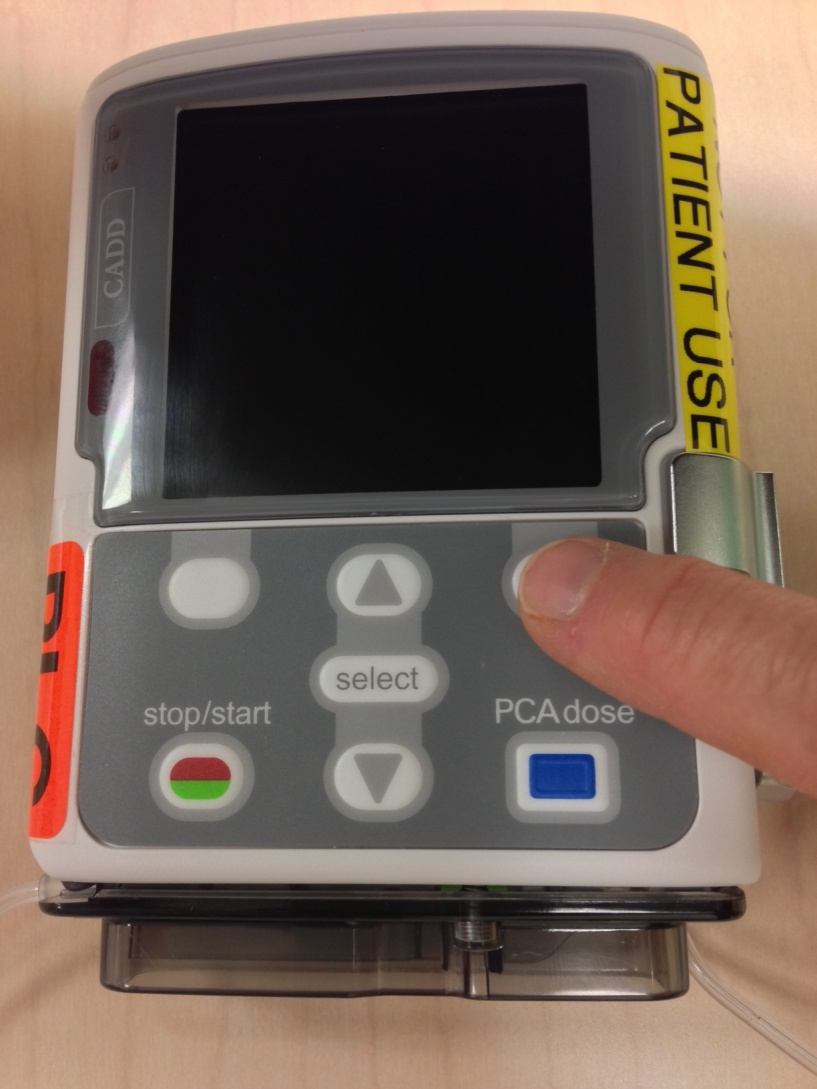 CADD
PATIENT USE
select
stop/start
PCA dose